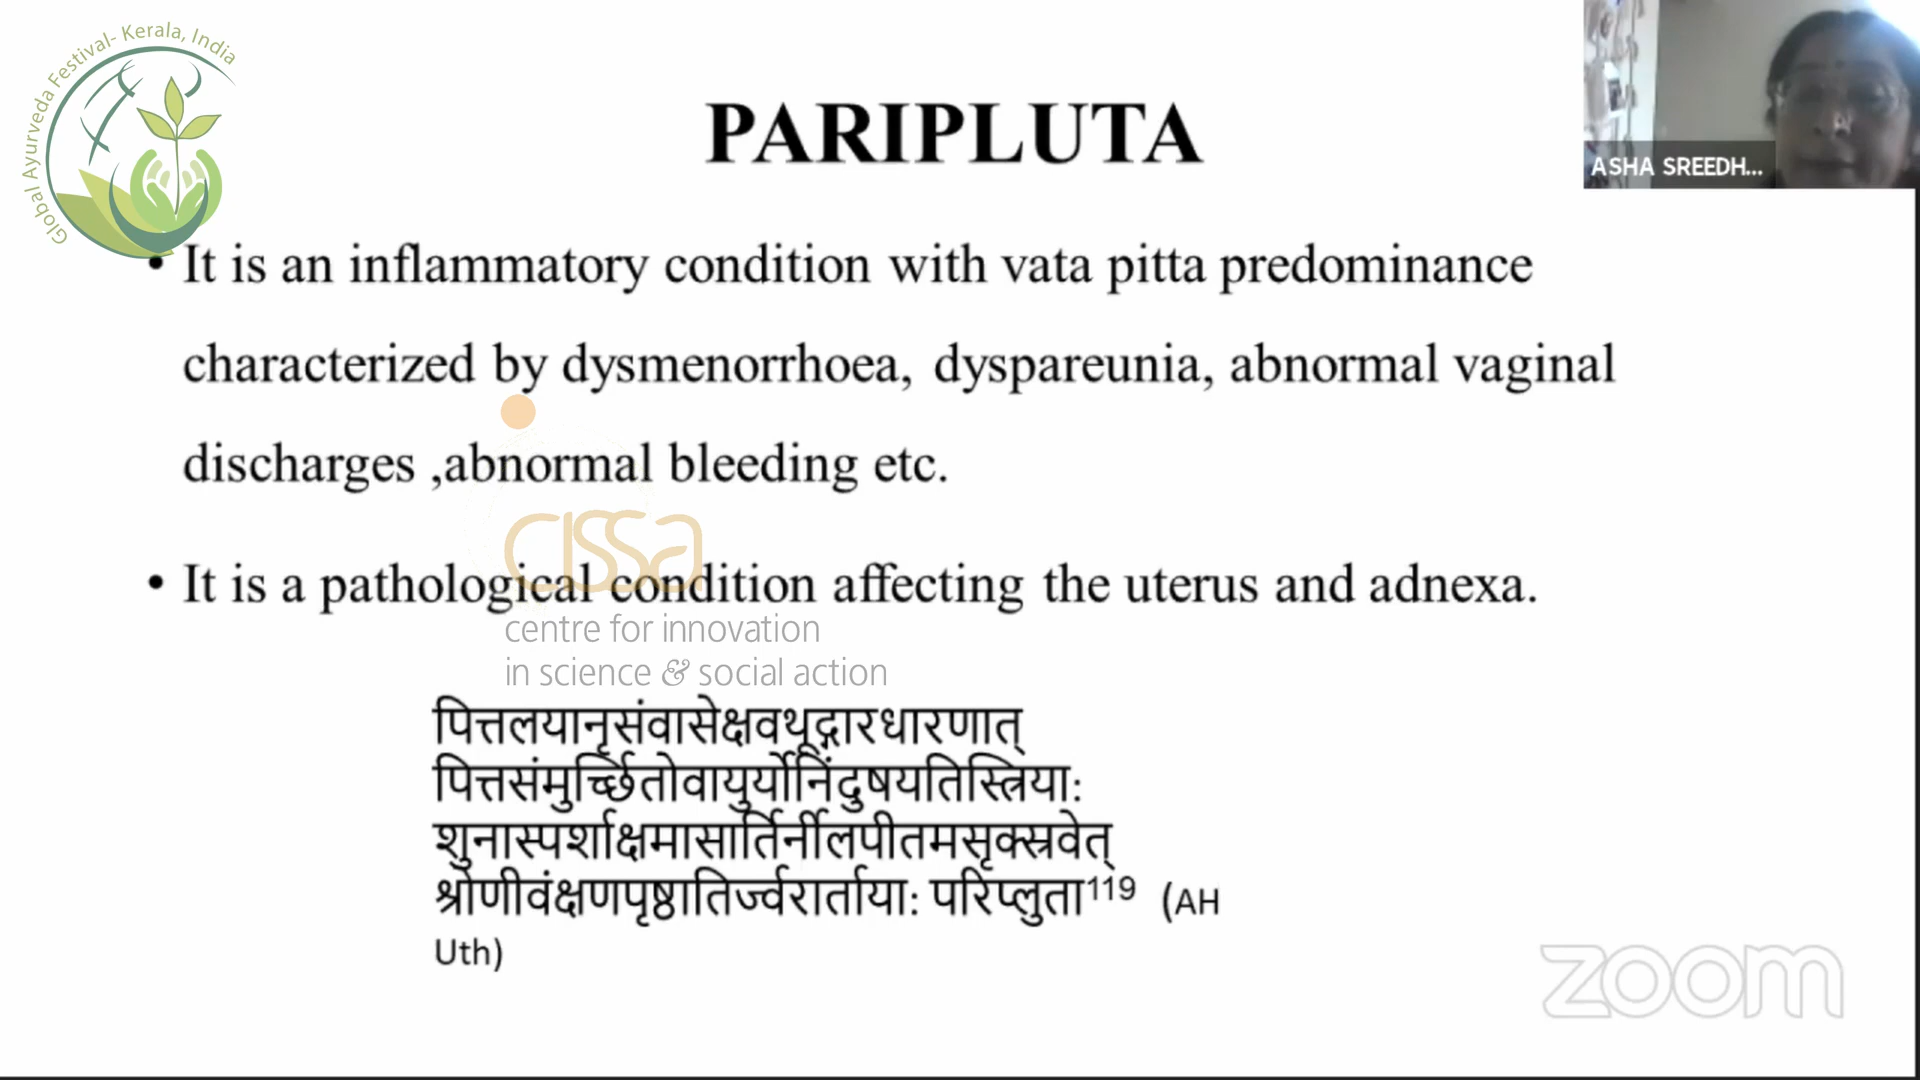 Global Ayurveda Festival- Kerala, India
PARIPLUTA
ASHA SREEDH...
• It is an inflammatory condition with vata pitta predominance
characterized by dysmenorrhoea, dyspareunia, abnormal vaginal
discharges ,abnormal bleeding etc.
cissa
• It is a pathological condition affecting the uterus and adnexa.
centre for innovation
in science & social action
पित्तलयानृसंवासेक्षवथूद्गारधारणात्
पित्तसंमुर्च्छितोवायुर्योनिंदुषयतिस्त्रियाः
शुनास्पर्शाक्षमासार्तिर्नीलपीतमसृक्स्रवेत्
श्रोणीवंक्षणपृष्ठातिर्ज्वरार्तायाः परिप्लुता119 (AH
Uth)
zoom